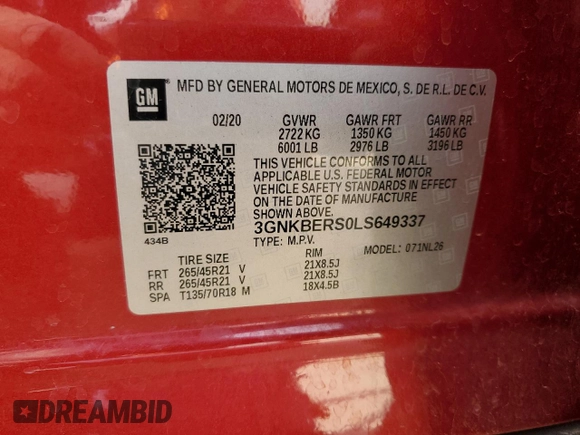 GM
MFD BY GENERAL MOTORS DE MEXICO, S. DE R.L. DE C.V.
02/20 GVWR GAWR FRT GAWR RR
2722 KG 1350 KG 1450 KG
6001 LB 2976 LB 3196 LB
THIS VEHICLE CONFORMS TO ALL
APPLICABLE U.S. FEDERAL MOTOR
VEHICLE SAFETY STANDARDS IN EFFECT
ON THE DATE OF MANUFACTURE
SHOWN ABOVE.
3GNKBERS0LS649337
434B TYPE: M.P.V. MODEL: 071NL26
TIRE SIZE RIM
FRT 265/45R21 V 21X8.5J
RR 265/45R21 V 21X8.5J
SPA T135/70R18 M 18X4.5B
DREAMBID